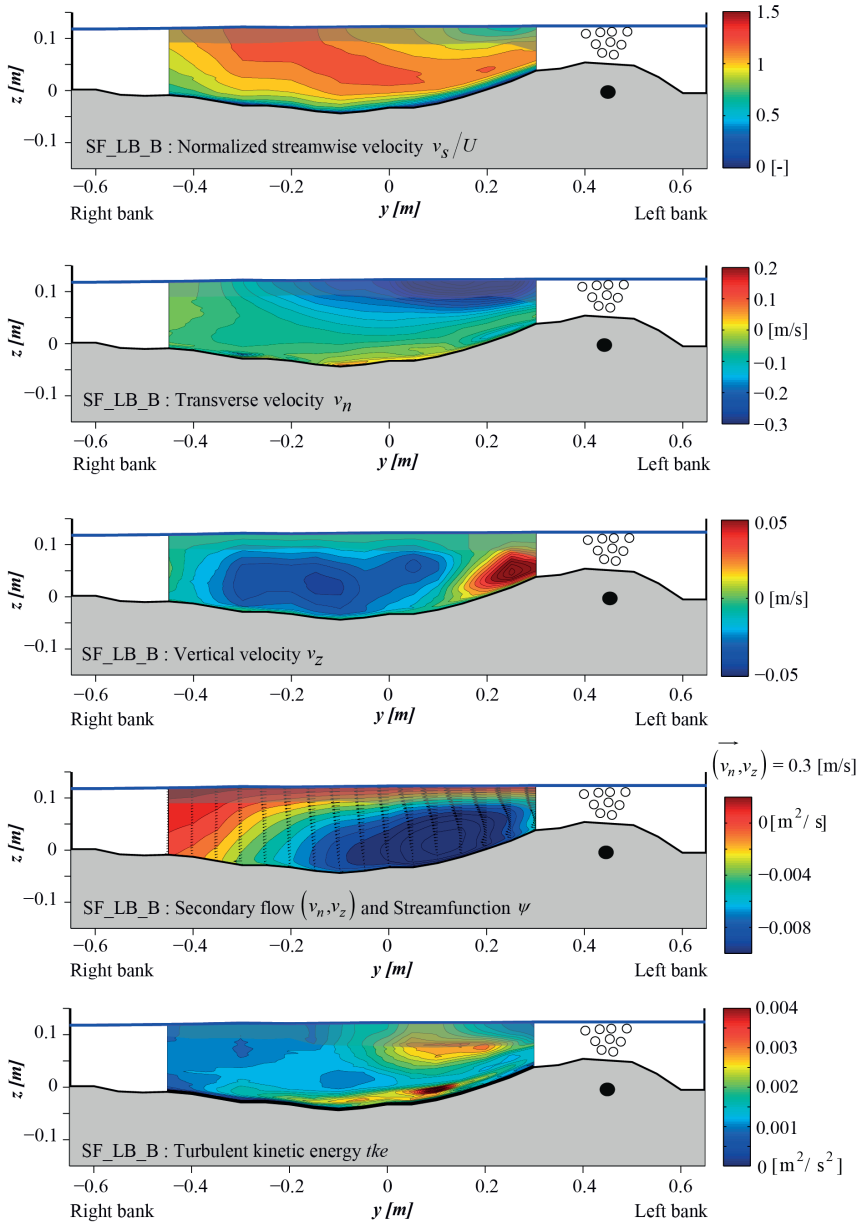 0.1
0
−0.1
z [m]
SF_LB_B : Normalized streamwise velocity v_s/U
1.5
1
0.5
0 [-]
−0.6 −0.4 −0.2 0 0.2 0.4 0.6
Right bank y [m] Left bank
0.1
0
−0.1
z [m]
SF_LB_B : Transverse velocity v_n
0.2
0.1
0 [m/s]
−0.1
−0.2
−0.3
−0.6 −0.4 −0.2 0 0.2 0.4 0.6
Right bank y [m] Left bank
0.1
0
−0.1
z [m]
SF_LB_B : Vertical velocity v_z
0.05
0 [m/s]
−0.05
−0.6 −0.4 −0.2 0 0.2 0.4 0.6
Right bank y [m] Left bank
(v_n,v_z) = 0.3 [m/s]
0.1
0
−0.1
z [m]
SF_LB_B : Secondary flow (v_n,v_z) and Streamfunction ψ
0 [m²/ s]
−0.004
−0.008
−0.6 −0.4 −0.2 0 0.2 0.4 0.6
Right bank y [m] Left bank
0.1
0
−0.1
z [m]
SF_LB_B : Turbulent kinetic energy tke
0.004
0.003
0.002
0.001
0 [m²/ s²]
−0.6 −0.4 −0.2 0 0.2 0.4 0.6
Right bank y [m] Left bank